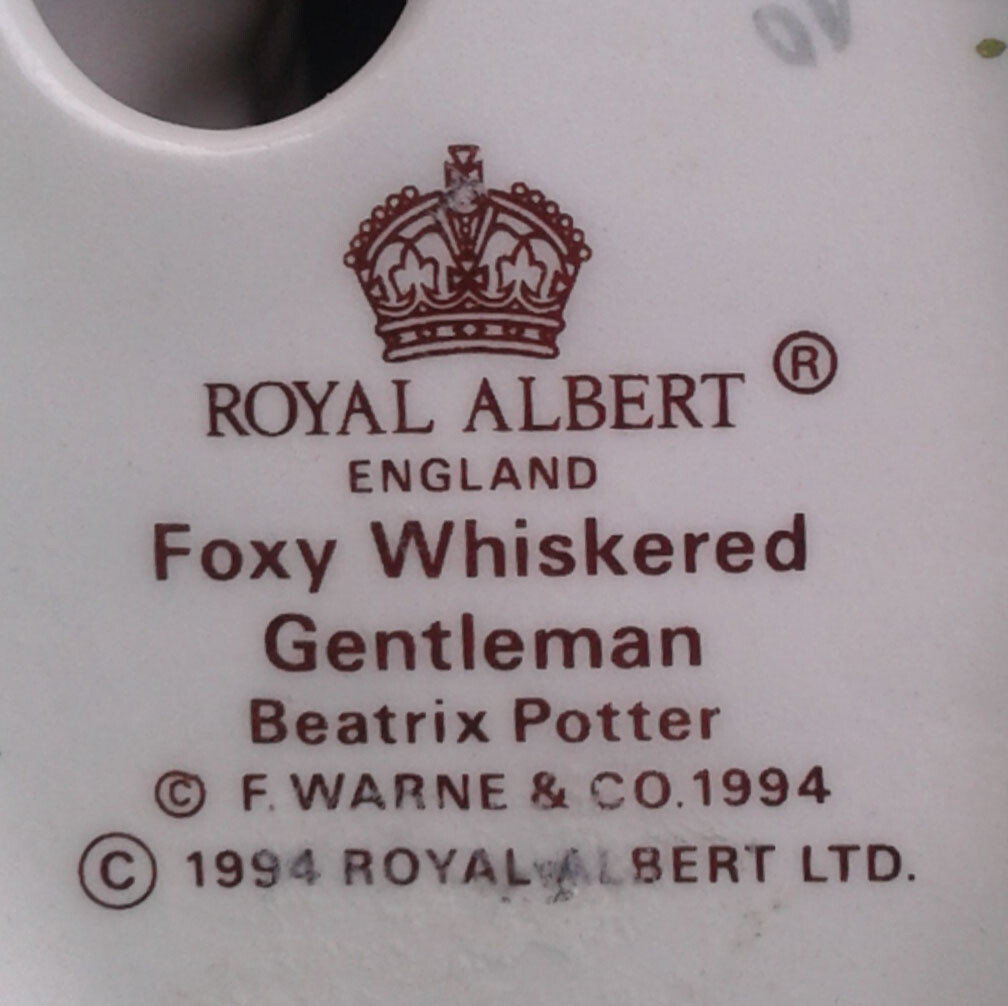 ROYAL ALBERT ®
ENGLAND
Foxy Whiskered
Gentleman
Beatrix Potter
© F. WARNE & CO. 1994
© 1994 ROYAL ALBERT LTD.